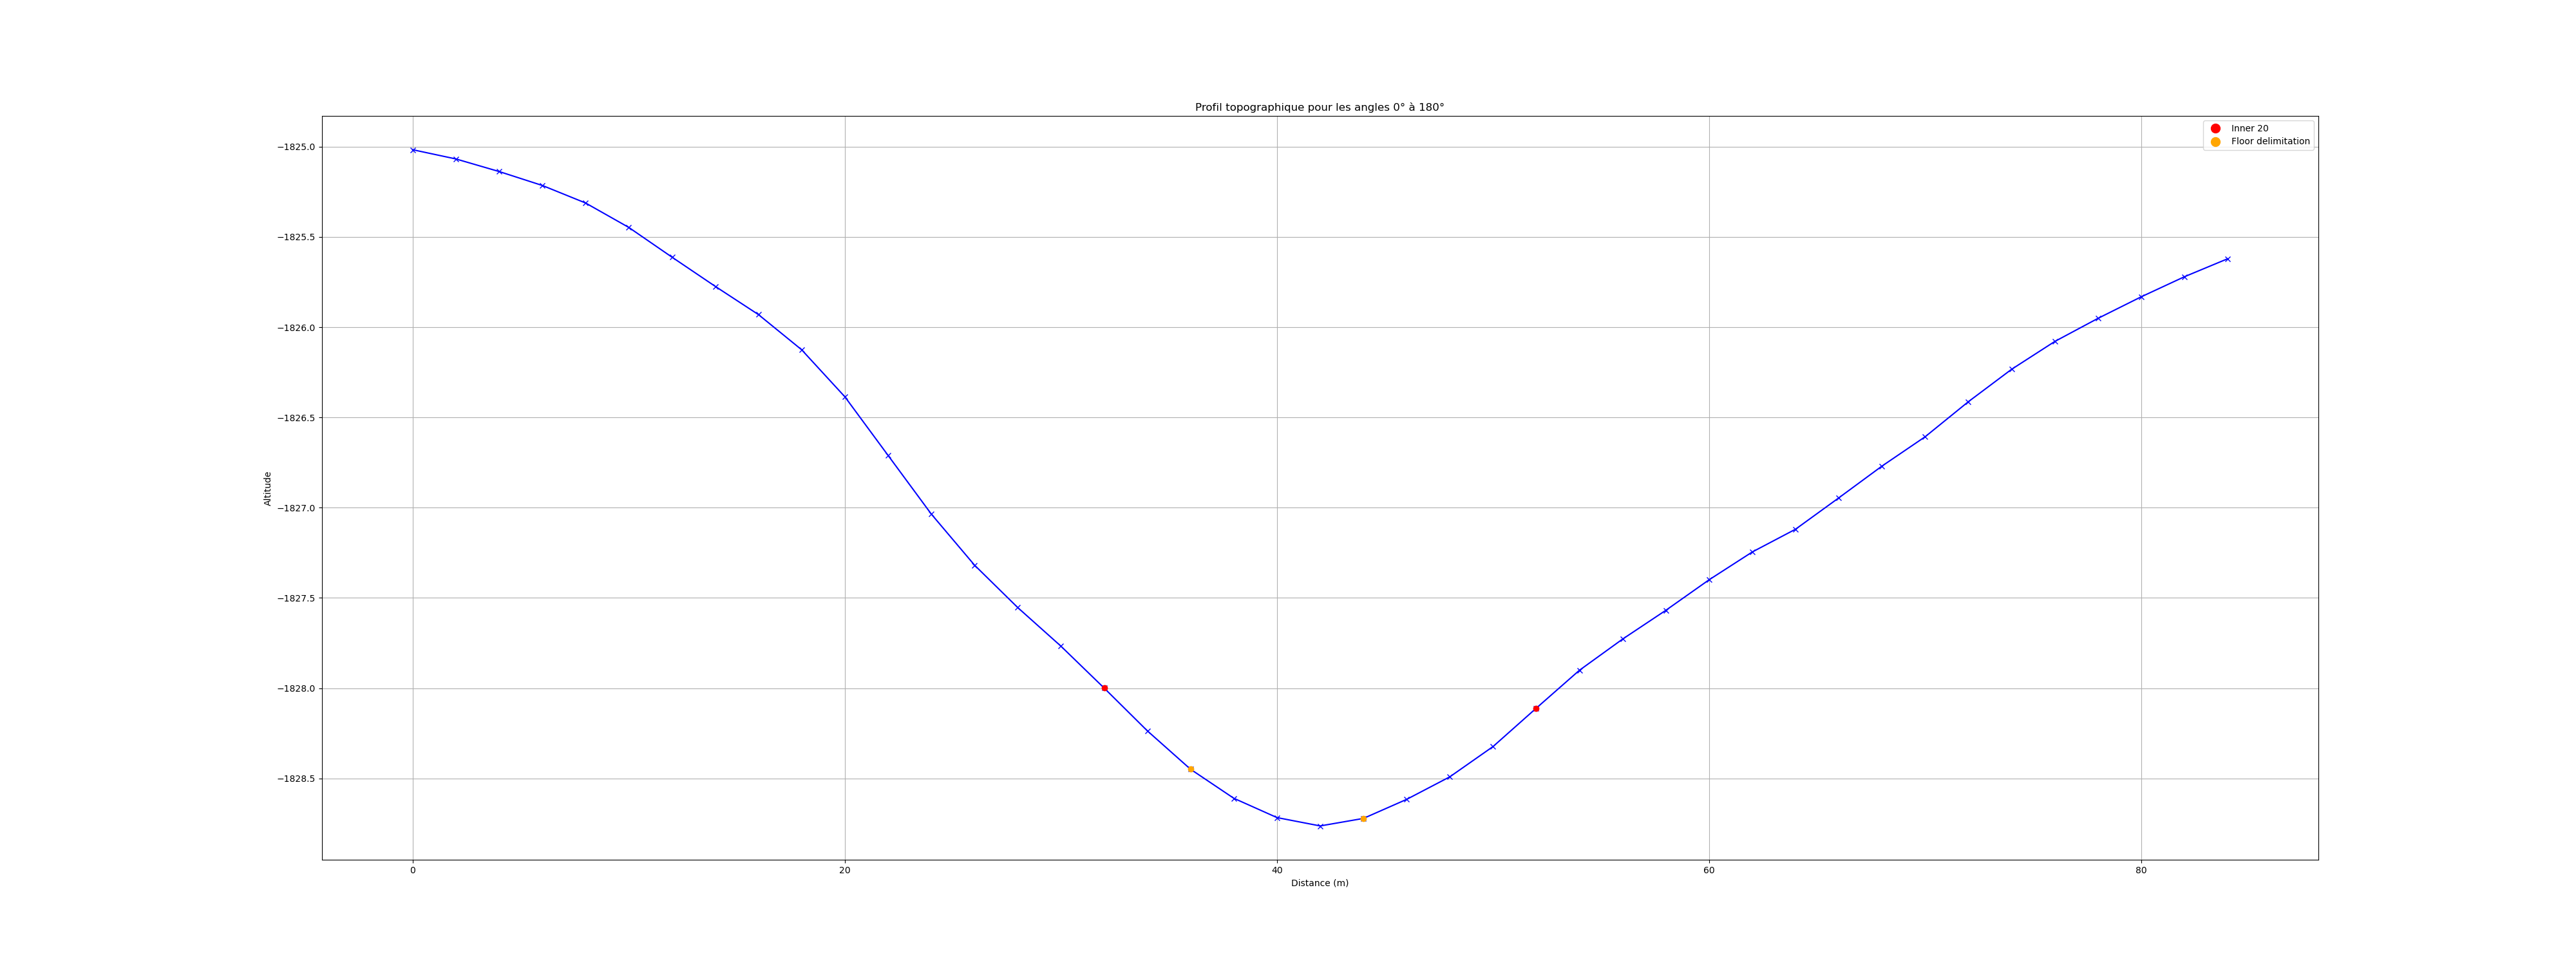 Profil topographique pour les angles 0° à 180°
Inner 20
Floor delimitation
Altitude
−1825.0
−1825.5
−1826.0
−1826.5
−1827.0
−1827.5
−1828.0
−1828.5
0
20
40
60
80
Distance (m)